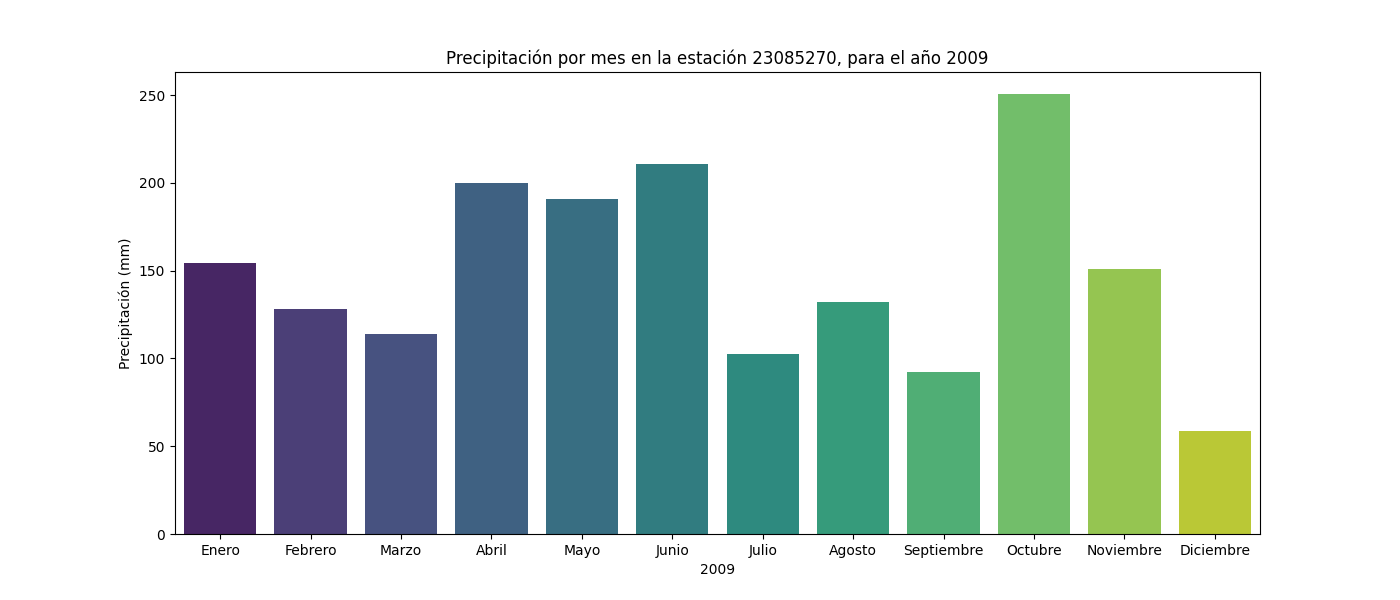 Precipitación por mes en la estación 23085270, para el año 2009
Precipitación (mm)
250
200
150
100
50
0
Enero Febrero Marzo Abril Mayo Junio Julio Agosto Septiembre Octubre Noviembre Diciembre
2009